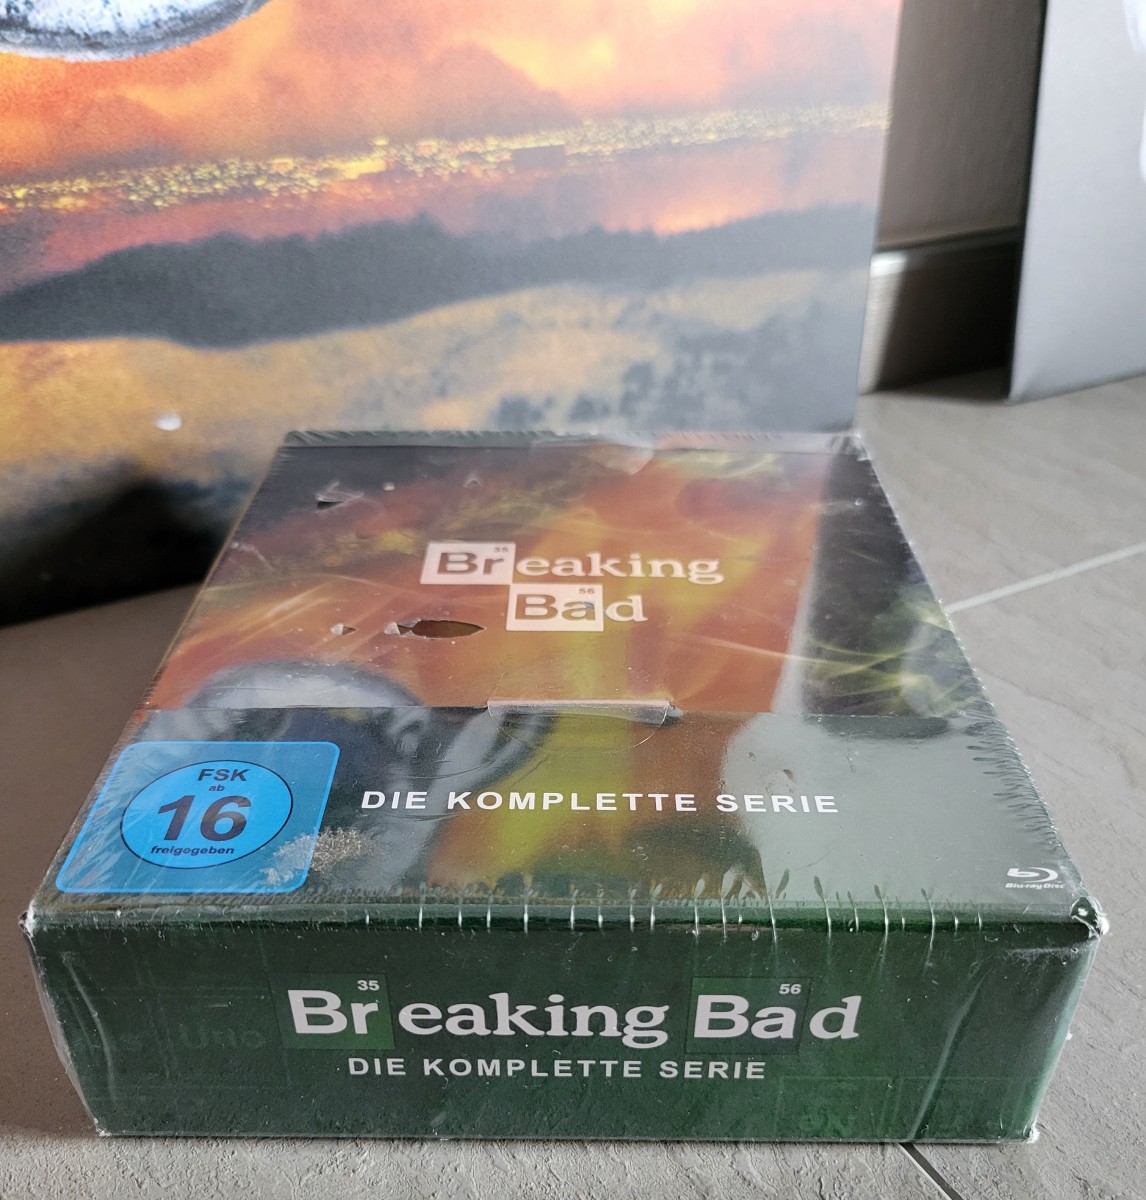 35
Breaking
56
Bad
FSK
ab
16
freigegeben
DIE KOMPLETTE SERIE
Blu-ray Disc
35 56
Breaking Bad
DIE KOMPLETTE SERIE